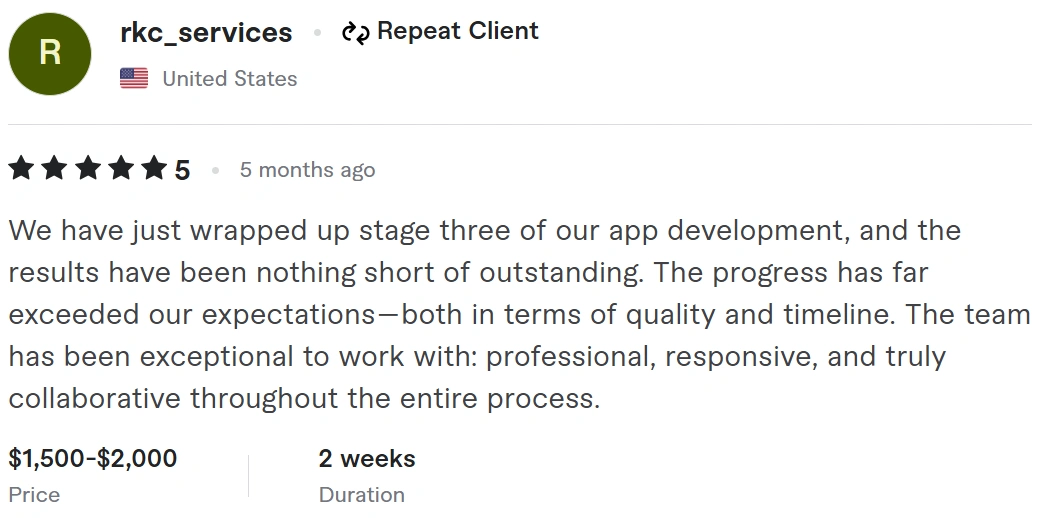 R
rkc_services • Repeat Client
United States
5 • 5 months ago
We have just wrapped up stage three of our app development, and the
results have been nothing short of outstanding. The progress has far
exceeded our expectations—both in terms of quality and timeline. The team
has been exceptional to work with: professional, responsive, and truly
collaborative throughout the entire process.
$1,500-$2,000
Price
2 weeks
Duration